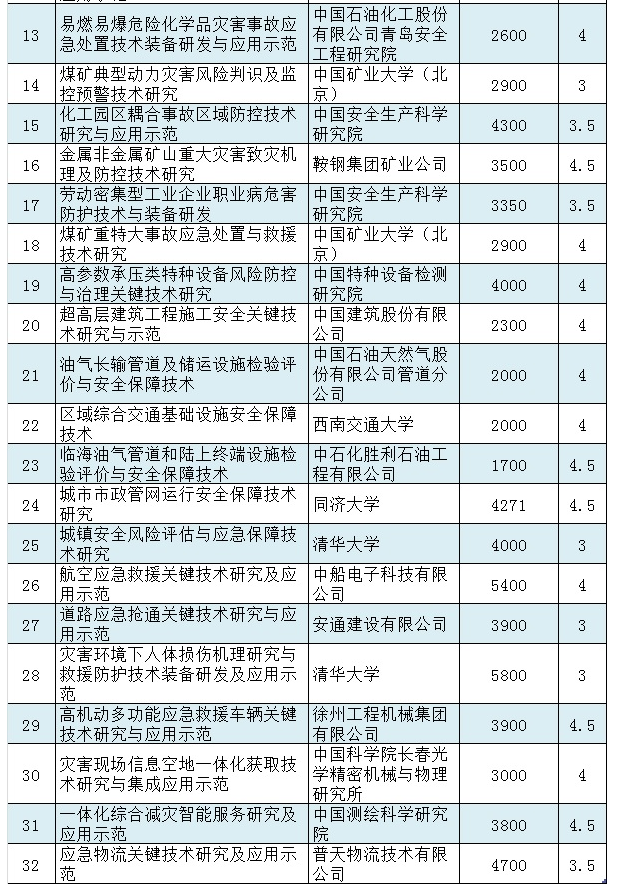 13
易燃易爆危险化学品灾害事故应
急处置技术装备研发与应用示范
中国石油化工股份
有限公司青岛安全
工程研究院
2600
4
14
煤矿典型动力灾害风险判识及监
控预警技术研究
中国矿业大学（北
京）
2900
3
15
化工园区耦合事故区域防控技术
研究与应用示范
中国安全生产科学
研究院
4300
3.5
16
金属非金属矿山重大灾害致灾机
理及防控技术研究
鞍钢集团矿业公司
3500
4.5
17
劳动密集型工业企业职业病危害
防护技术与装备研发
中国安全生产科学
研究院
3350
3.5
18
煤矿重特大事故应急处置与救援
技术研究
中国矿业大学（北
京）
2900
4
19
高参数承压类特种设备风险防控
与治理关键技术研究
中国特种设备检测
研究院
4000
4
20
超高层建筑工程施工安全关键技
术研究与示范
中国建筑股份有限
公司
2300
4
21
油气长输管道及储运设施检验评
价与安全保障技术
中国石油天然气股
份有限公司管道分
公司
2000
4
22
区域综合交通基础设施安全保障
技术
西南交通大学
2000
4
23
临海油气管道和陆上终端设施检
验评价与安全保障技术
中石化胜利石油工
程有限公司
1700
4.5
24
城市市政管网运行安全保障技术
研究
同济大学
4271
4.5
25
城镇安全风险评估与应急保障技
术研究
清华大学
4000
3
26
航空应急救援关键技术研究及应
用示范
中船电子科技有限
公司
5400
4
27
道路应急抢通关键技术研究与应
用示范
安通建设有限公司
3900
3
28
灾害环境下人体损伤机理研究与
救援防护技术装备研发及应用示
范
清华大学
5800
3
29
高机动多功能应急救援车辆关键
技术研究与应用示范
徐州工程机械集团
有限公司
3900
4.5
30
灾害现场信息空地一体化获取技
术研究与集成应用示范
中国科学院长春光
学精密机械与物理
研究所
3000
4
31
一体化综合减灾智能服务研究及
应用示范
中国测绘科学研究
院
3800
4.5
32
应急物流关键技术研究及应用示
范
普天物流技术有限
公司
4700
3.5